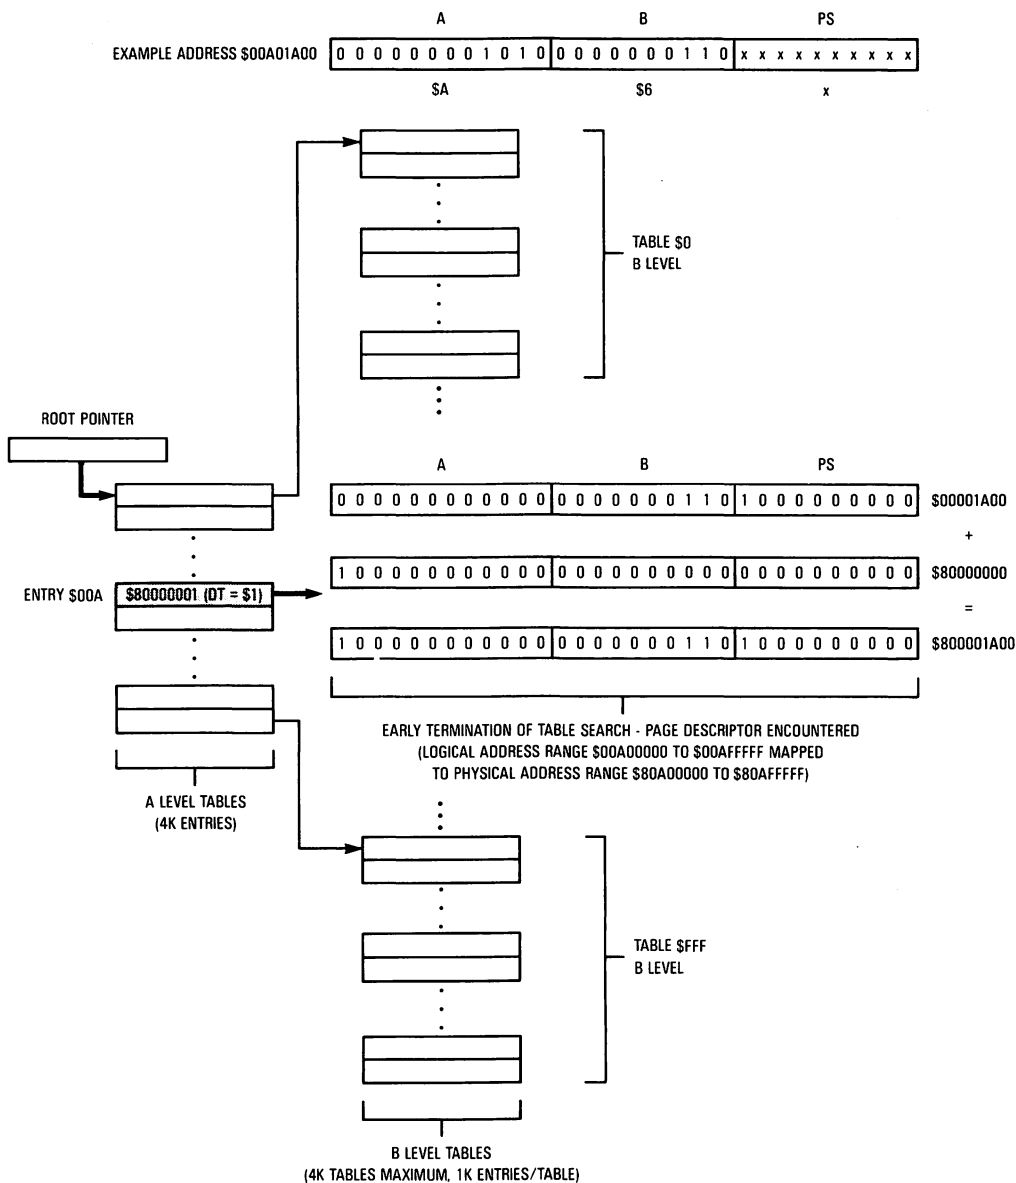 A B PS
EXAMPLE ADDRESS $00A01A00 0 0 0 0 0 0 0 0 1 0 1 0 0 0 0 0 0 0 0 1 1 0 x x x x x x x x x x
$A $6 x
TABLE $0
B LEVEL
ROOT POINTER
A B PS
0 0 0 0 0 0 0 0 0 0 0 0 0 0 0 0 0 0 0 1 1 0 1 0 0 0 0 0 0 0 0 0 $00001A00
+
ENTRY $00A $80000001 (DT = $1) 1 0 0 0 0 0 0 0 0 0 0 0 0 0 0 0 0 0 0 0 0 0 0 0 0 0 0 0 0 0 0 0 $80000000
=
1 0 0 0 0 0 0 0 0 0 0 0 0 0 0 0 0 0 0 1 1 0 1 0 0 0 0 0 0 0 0 0 $800001A00
EARLY TERMINATION OF TABLE SEARCH - PAGE DESCRIPTOR ENCOUNTERED
(LOGICAL ADDRESS RANGE $00A00000 TO $00AFFFFF MAPPED
TO PHYSICAL ADDRESS RANGE $80A00000 TO $80AFFFFF)
A LEVEL TABLES
(4K ENTRIES)
TABLE $FFF
B LEVEL
B LEVEL TABLES
(4K TABLES MAXIMUM, 1K ENTRIES/TABLE)